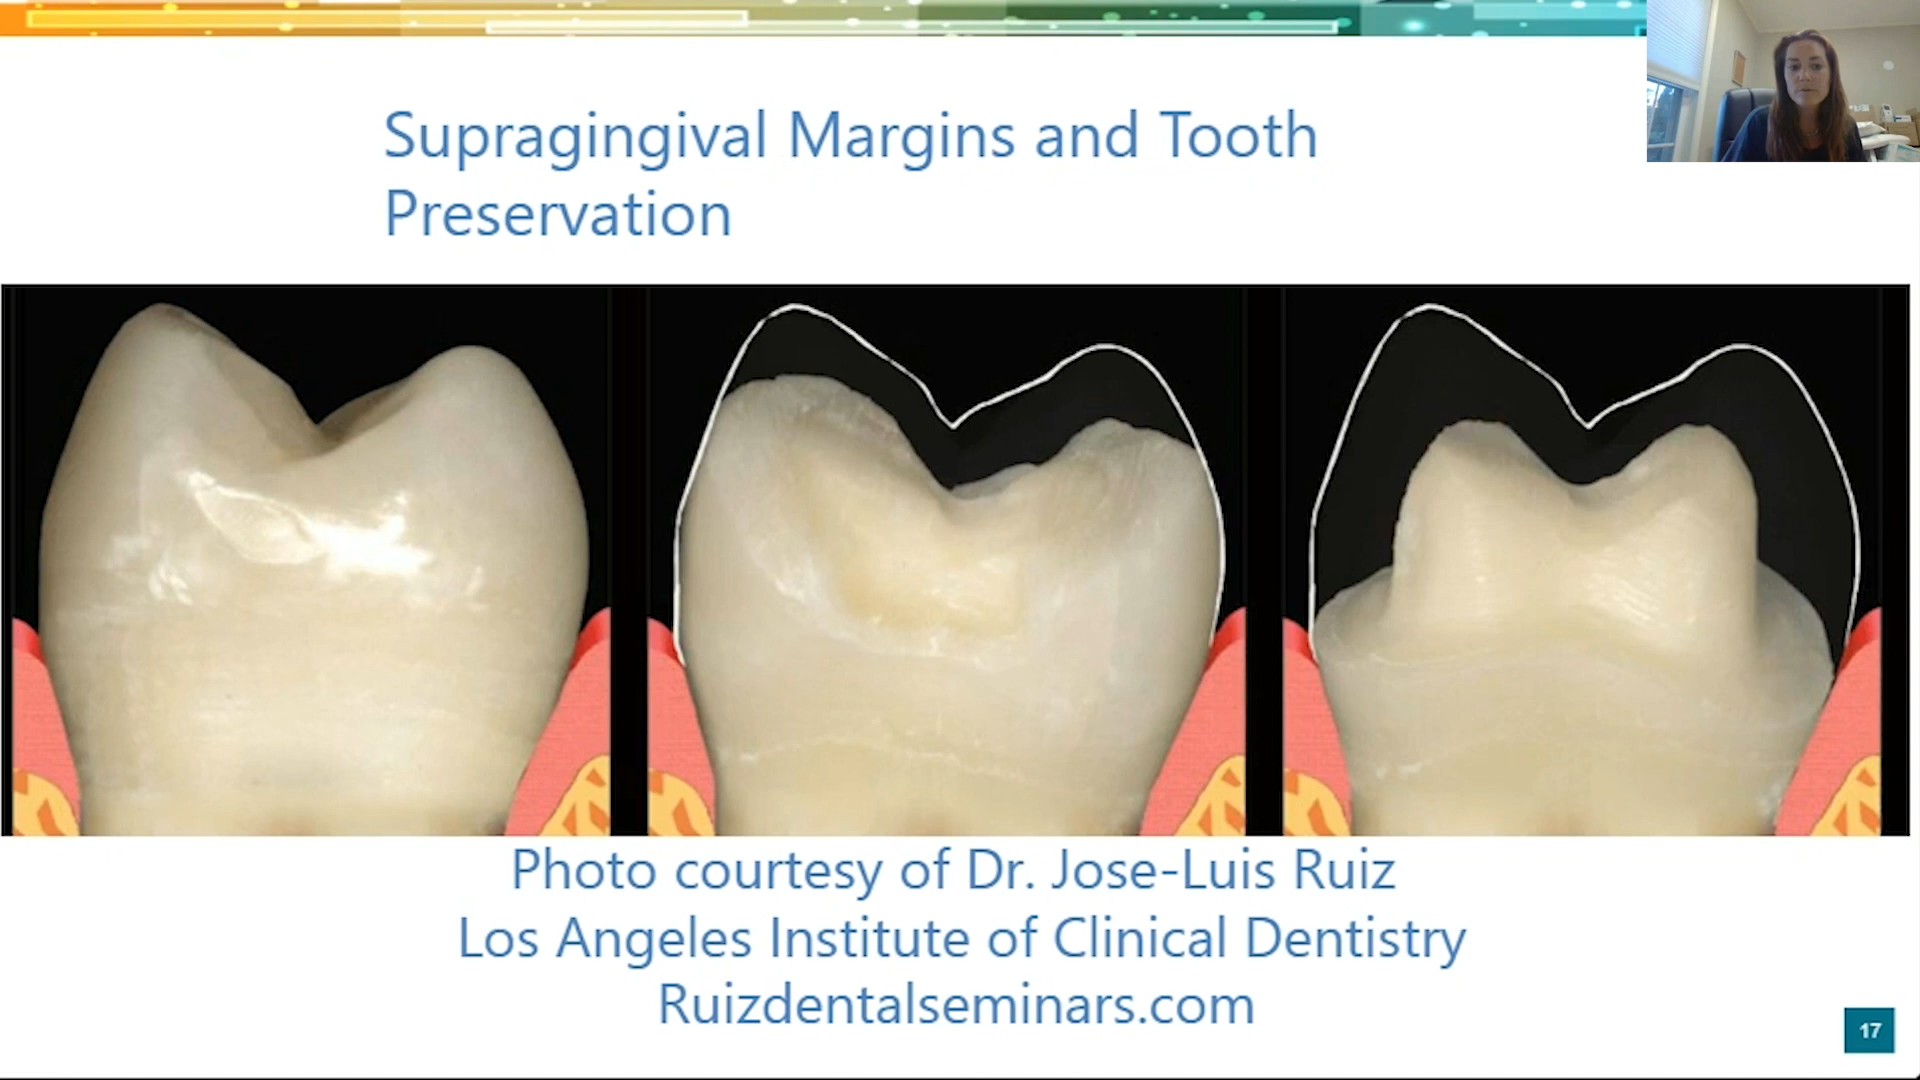 Supragingival Margins and Tooth
Preservation
Photo courtesy of Dr. Jose-Luis Ruiz
Los Angeles Institute of Clinical Dentistry
Ruizdentalseminars.com
17